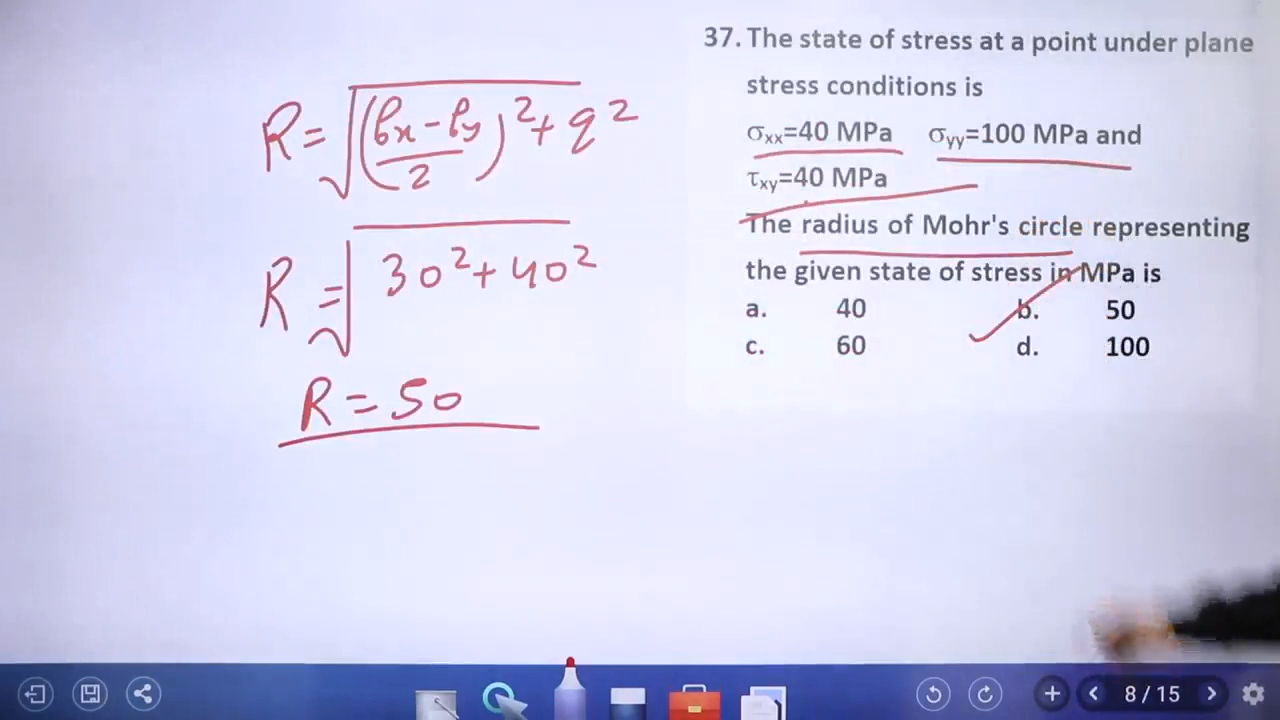 R=√((px-py)/2)²+q²
R=√30²+40²
R=50
37. The state of stress at a point under plane
stress conditions is
σxx=40 MPa σyy=100 MPa and
τxy=40 MPa
The radius of Mohr's circle representing
the given state of stress in MPa is
a. 40 b. 50
c. 60 d. 100
8 / 15